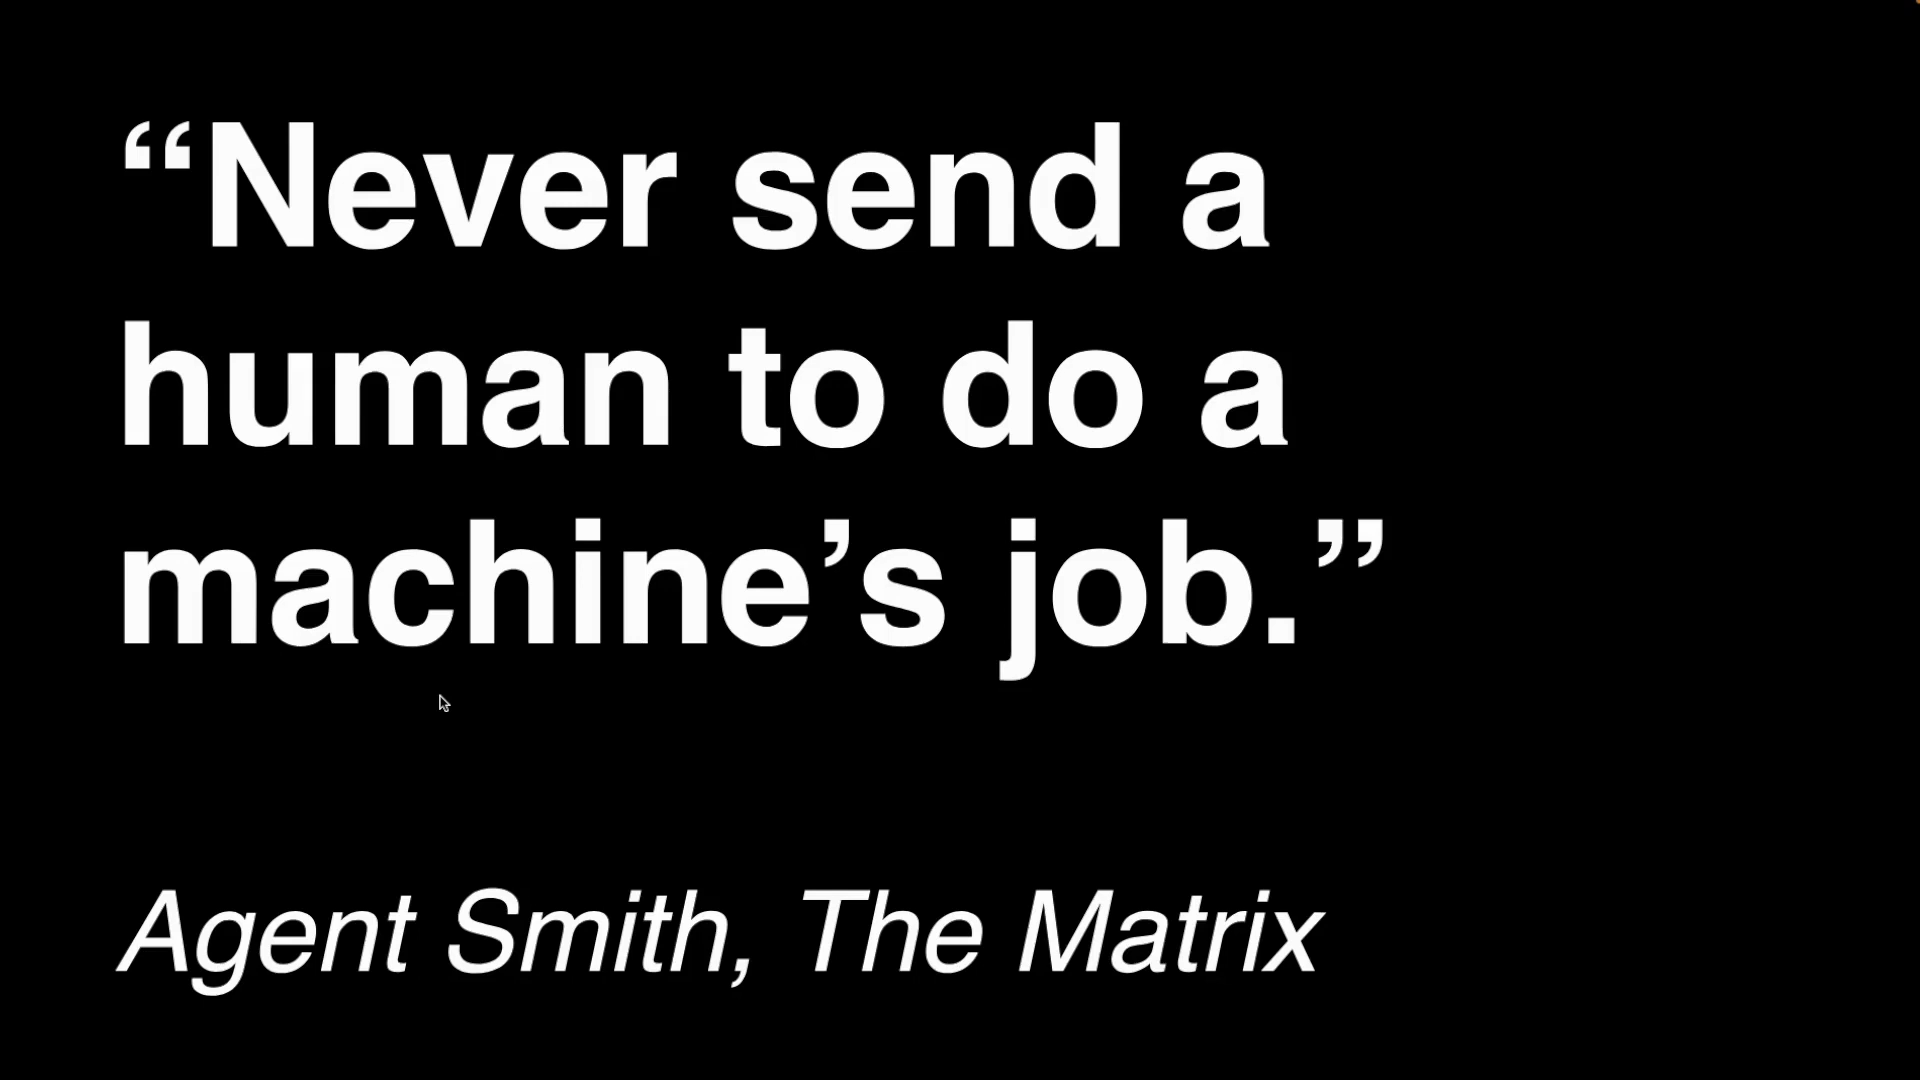 “Never send a
human to do a
machine’s job.”
Agent Smith, The Matrix